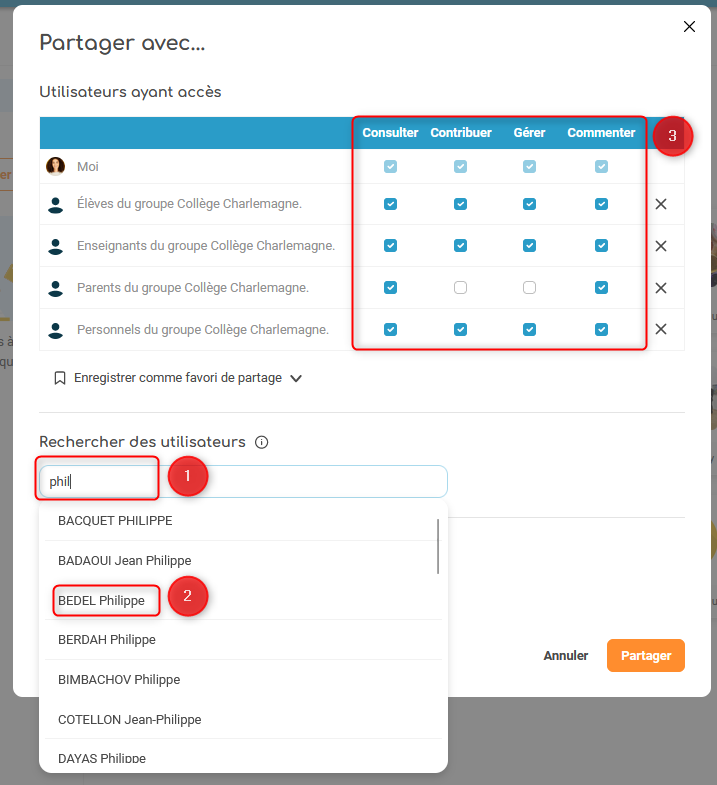 Partager avec...
Utilisateurs ayant accès
Consulter Contribuer Gérer Commenter
3
Moi
Élèves du groupe Collège Charlemagne.
Enseignants du groupe Collège Charlemagne.
Parents du groupe Collège Charlemagne.
Personnels du groupe Collège Charlemagne.
Enregistrer comme favori de partage
Rechercher des utilisateurs
phil
1
BACQUET PHILIPPE
BADAOUI Jean Philippe
BEDEL Philippe
2
BERDAH Philippe
BIMBACHOV Philippe
COTELLON Jean-Philippe
DAYAS Philippe
Annuler
Partager